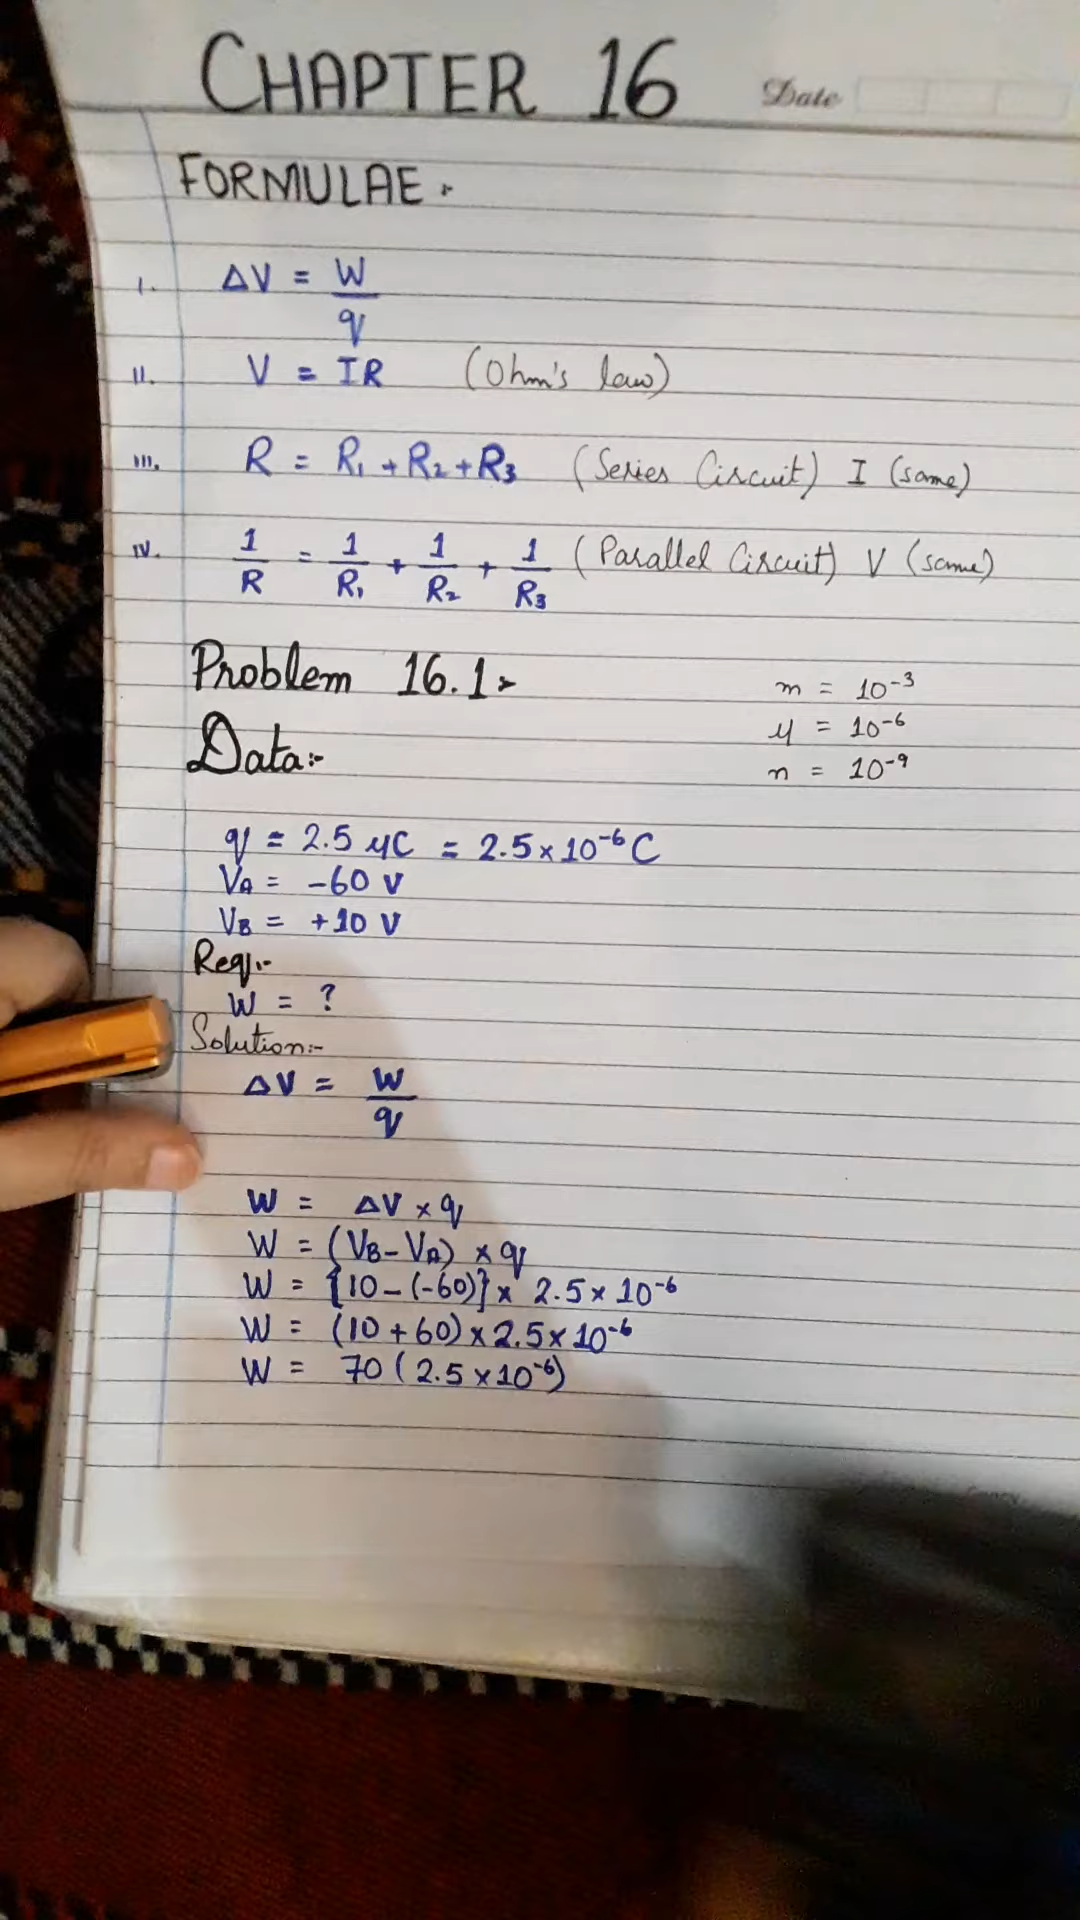 CHAPTER 16
Date
FORMULAE:-
I. ΔV = W/q
II. V = IR (Ohm's law)
III. R = R₁ + R₂ + R₃ (Series Circuit) I (same)
IV. 1/R = 1/R₁ + 1/R₂ + 1/R₃ (Parallel Circuit) V (same)
Problem 16.1:-
m = 10⁻³
μ = 10⁻⁶
n = 10⁻⁹
Data:-
q = 2.5 μC = 2.5 × 10⁻⁶ C
VA = -60 V
VB = +10 V
Req:-
W = ?
Solution:-
ΔV = W/q
W = ΔV × q
W = (VB - VA) × q
W = {10 - (-60)} × 2.5 × 10⁻⁶
W = (10 + 60) × 2.5 × 10⁻⁶
W = 70 (2.5 × 10⁻⁶)